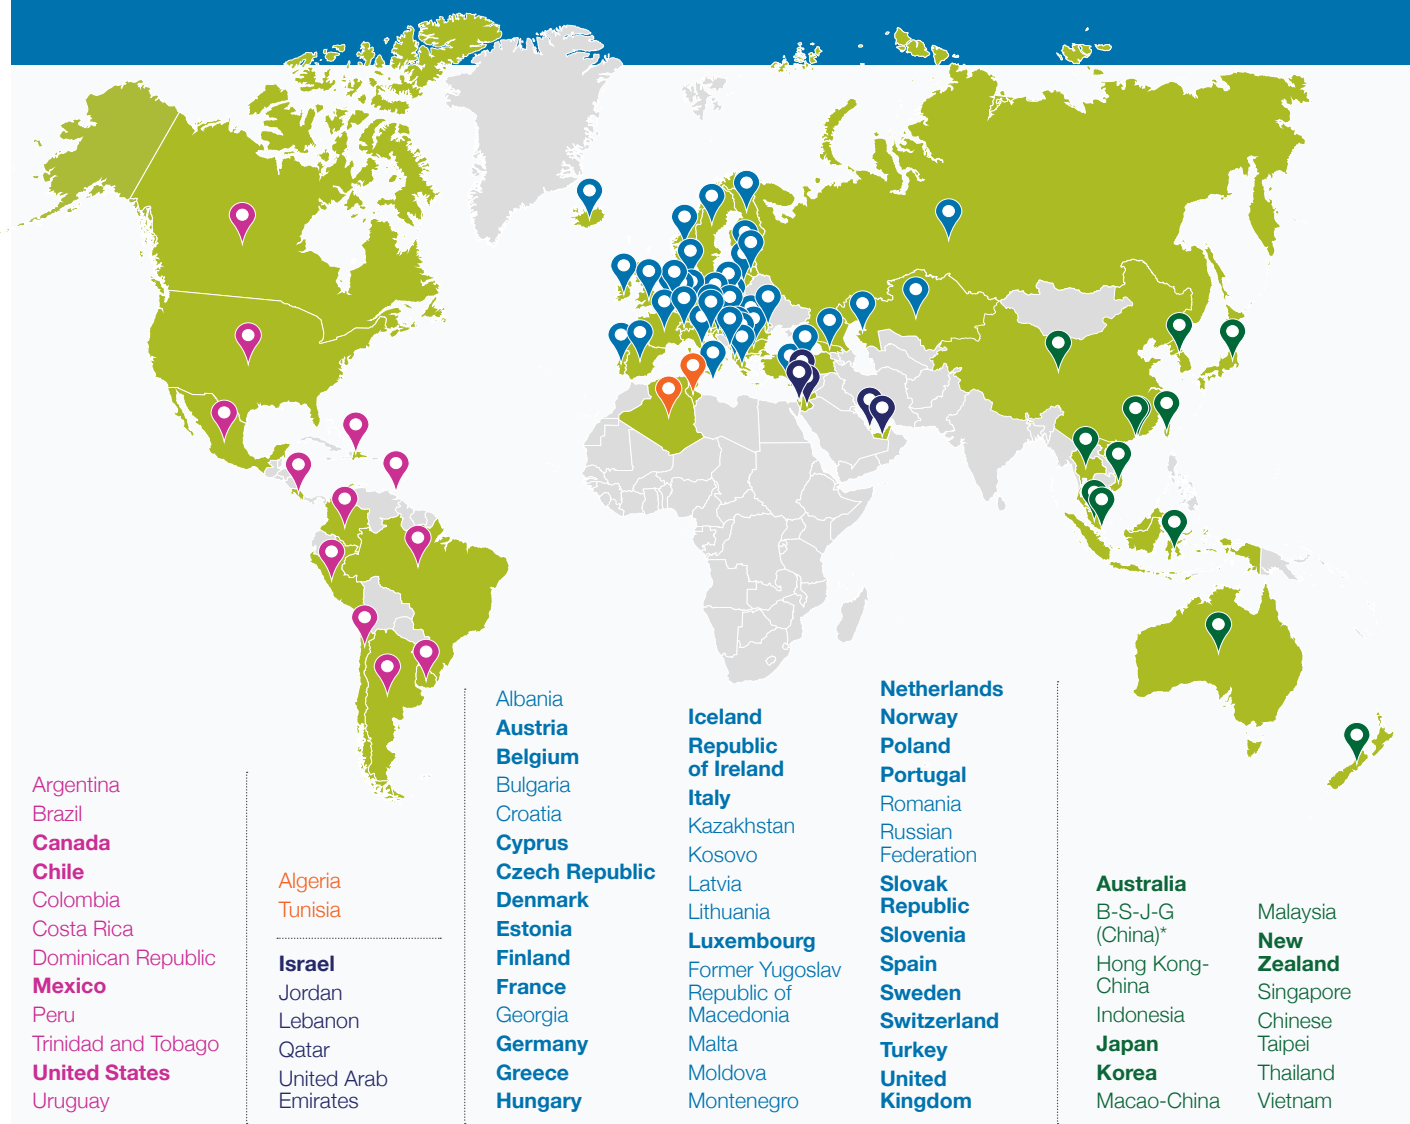 Argentina
Brazil
Canada
Chile
Colombia
Costa Rica
Dominican Republic
Mexico
Peru
Trinidad and Tobago
United States
Uruguay
Algeria
Tunisia
Israel
Jordan
Lebanon
Qatar
United Arab
Emirates
Albania
Austria
Belgium
Bulgaria
Croatia
Cyprus
Czech Republic
Denmark
Estonia
Finland
France
Georgia
Germany
Greece
Hungary
Iceland
Republic
of Ireland
Italy
Kazakhstan
Kosovo
Latvia
Lithuania
Luxembourg
Former Yugoslav
Republic of
Macedonia
Malta
Moldova
Montenegro
Netherlands
Norway
Poland
Portugal
Romania
Russian
Federation
Slovak
Republic
Slovenia
Spain
Sweden
Switzerland
Turkey
United
Kingdom
Australia
B-S-J-G
(China)*
Hong Kong-
China
Indonesia
Japan
Korea
Macao-China
Malaysia
New
Zealand
Singapore
Chinese
Taipei
Thailand
Vietnam